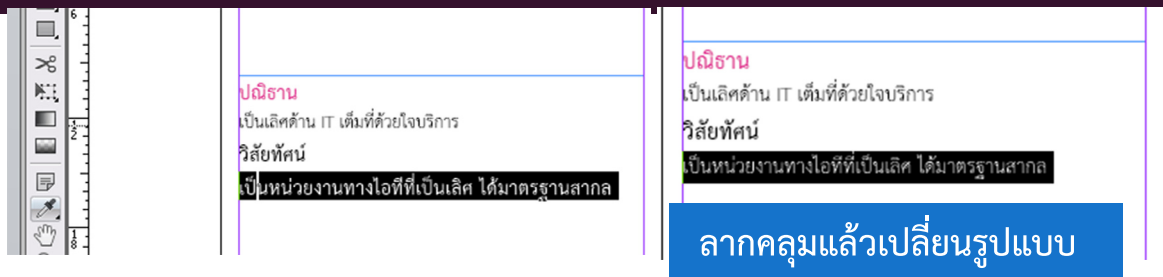 6
1
2
1
8
ปณิธาน
เป็นเลิศด้าน IT เต็มที่ด้วยใจบริการ
วิสัยทัศน์
เป็นหน่วยงานทางไอทีที่เป็นเลิศ ได้มาตรฐานสากล
ปณิธาน
เป็นเลิศด้าน IT เต็มที่ด้วยใจบริการ
วิสัยทัศน์
เป็นหน่วยงานทางไอทีที่เป็นเลิศ ได้มาตรฐานสากล
ลากคลุมแล้วเปลี่ยนรูปแบบ